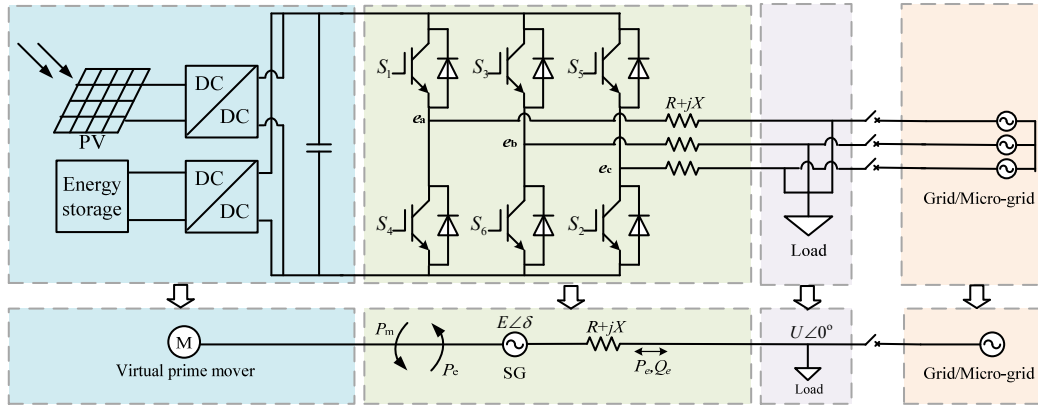 PV
DC
DC
Energy
storage
DC
DC
S1
S3
S5
ea
eb
ec
R+jX
S4
S6
S2
Load
Grid/Micro-grid
M
Virtual prime mover
Pm
Pe
E∠δ
SG
R+jX
Pe,Qe
U∠0°
Load
Grid/Micro-grid